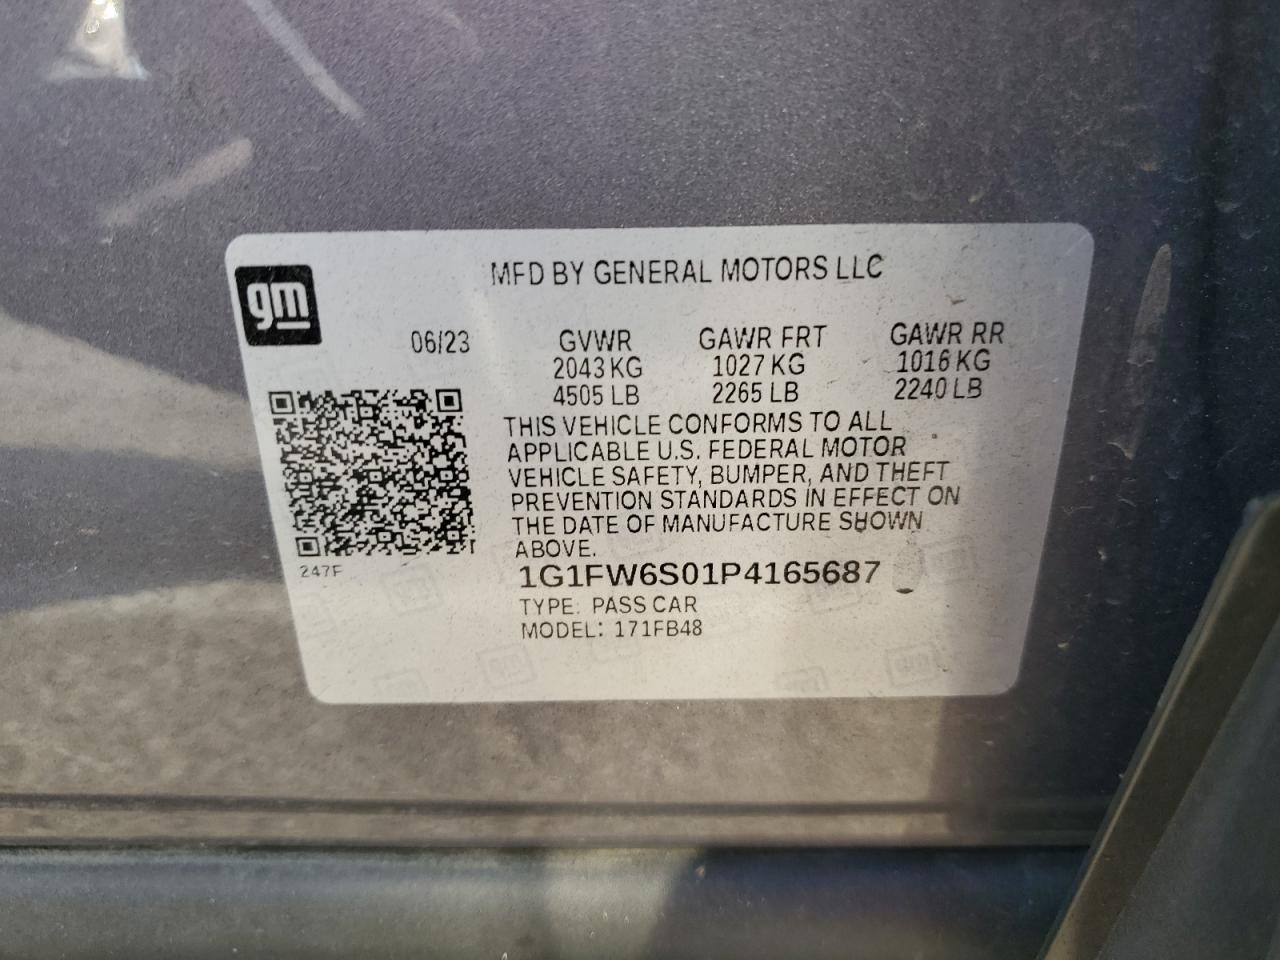 MFD BY GENERAL MOTORS LLC
gm
06/23 GVWR GAWR FRT GAWR RR
2043 KG 1027 KG 1016 KG
4505 LB 2265 LB 2240 LB
THIS VEHICLE CONFORMS TO ALL
APPLICABLE U.S. FEDERAL MOTOR
VEHICLE SAFETY, BUMPER, AND THEFT
PREVENTION STANDARDS IN EFFECT ON
THE DATE OF MANUFACTURE SHOWN
ABOVE.
247F
1G1FW6S01P4165687
TYPE: PASS CAR
MODEL: 171FB48